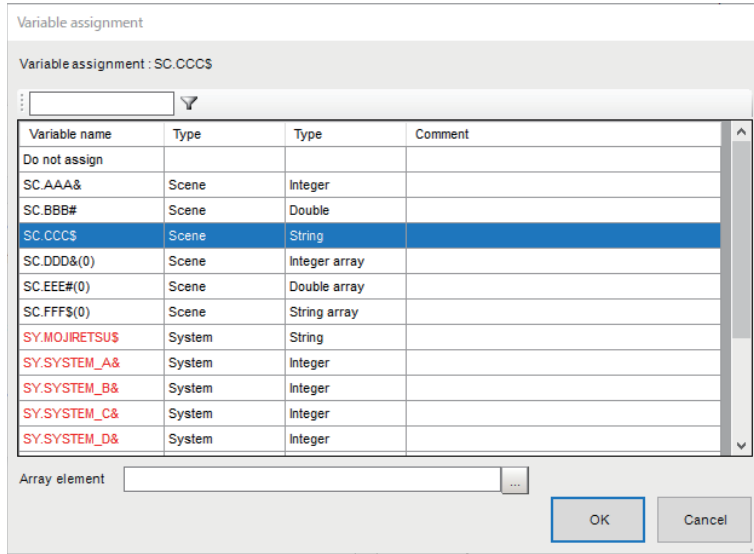 Variable assignment
Variable assignment : SC.CCC$
Variable name Type Type Comment
Do not assign
SC.AAA& Scene Integer
SC.BBB# Scene Double
SC.CCC$ Scene String
SC.DDD&(0) Scene Integer array
SC.EEE#(0) Scene Double array
SC.FFF$(0) Scene String array
SY.MOJIRETSU$ System String
SY.SYSTEM_A& System Integer
SY.SYSTEM_B& System Integer
SY.SYSTEM_C& System Integer
SY.SYSTEM_D& System Integer
Array element ...
OK Cancel